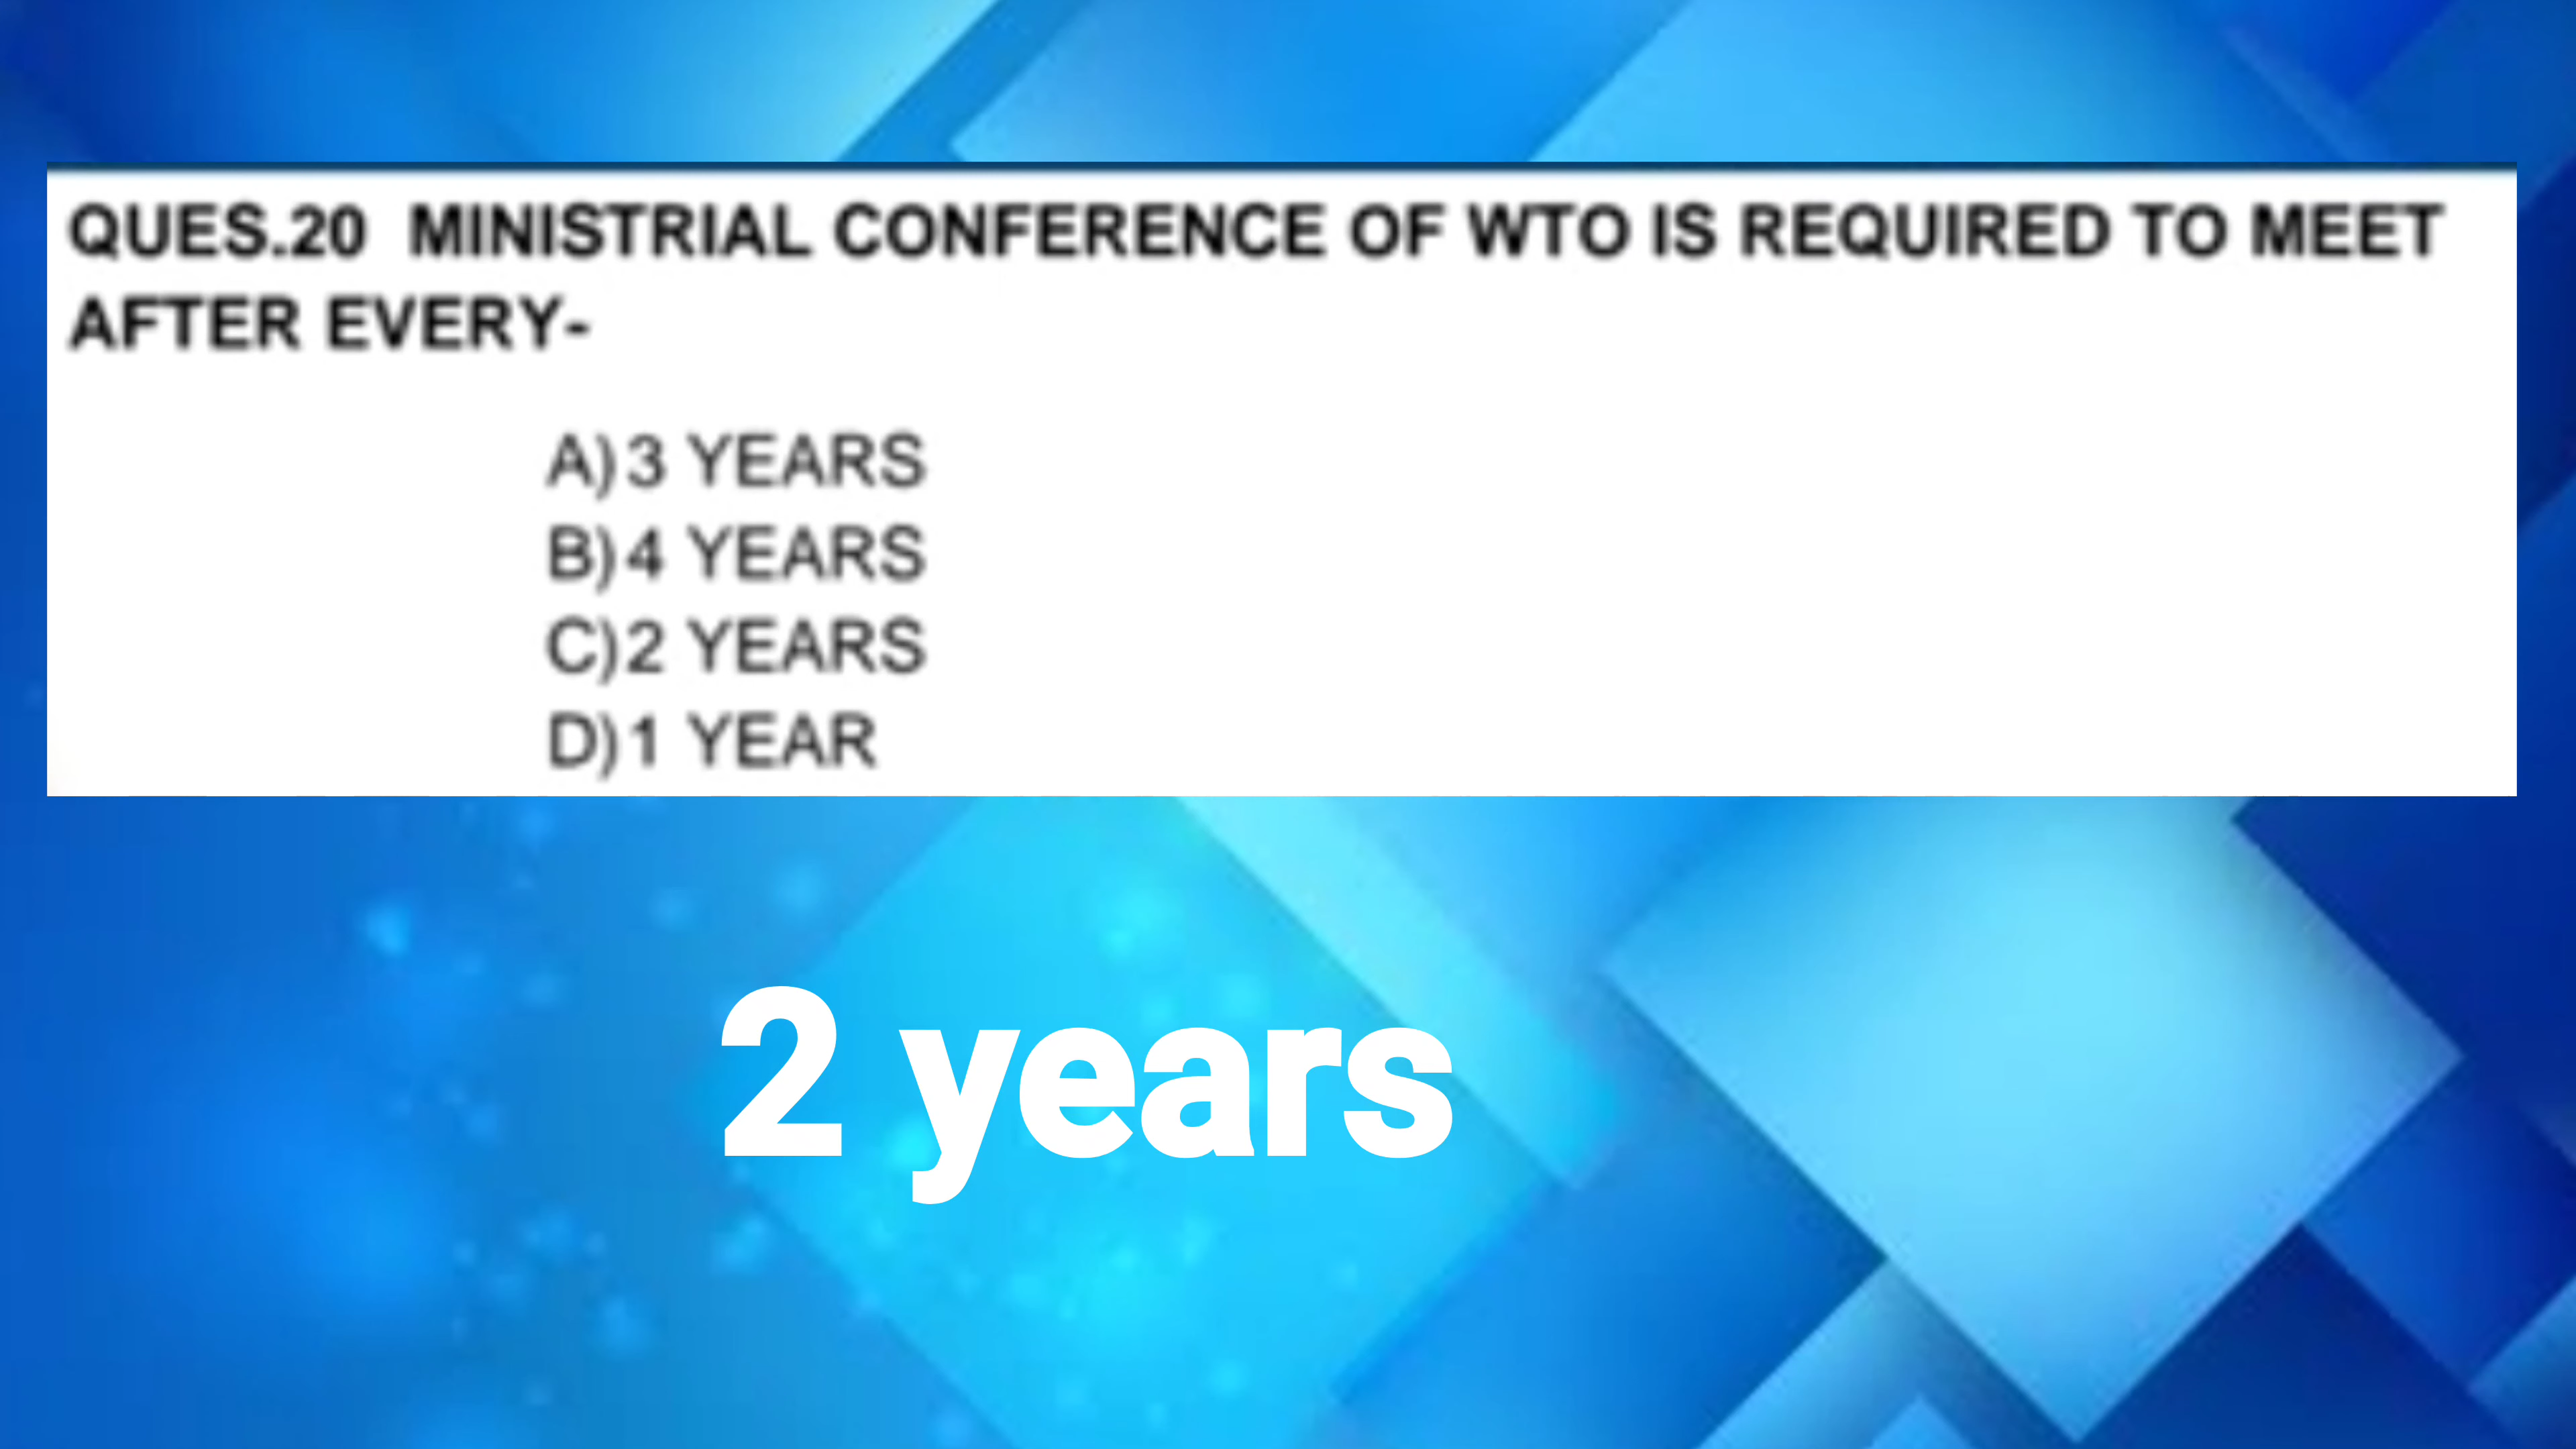 QUES.20 MINISTRIAL CONFERENCE OF WTO IS REQUIRED TO MEET
AFTER EVERY-
A) 3 YEARS
B) 4 YEARS
C) 2 YEARS
D) 1 YEAR
2 years